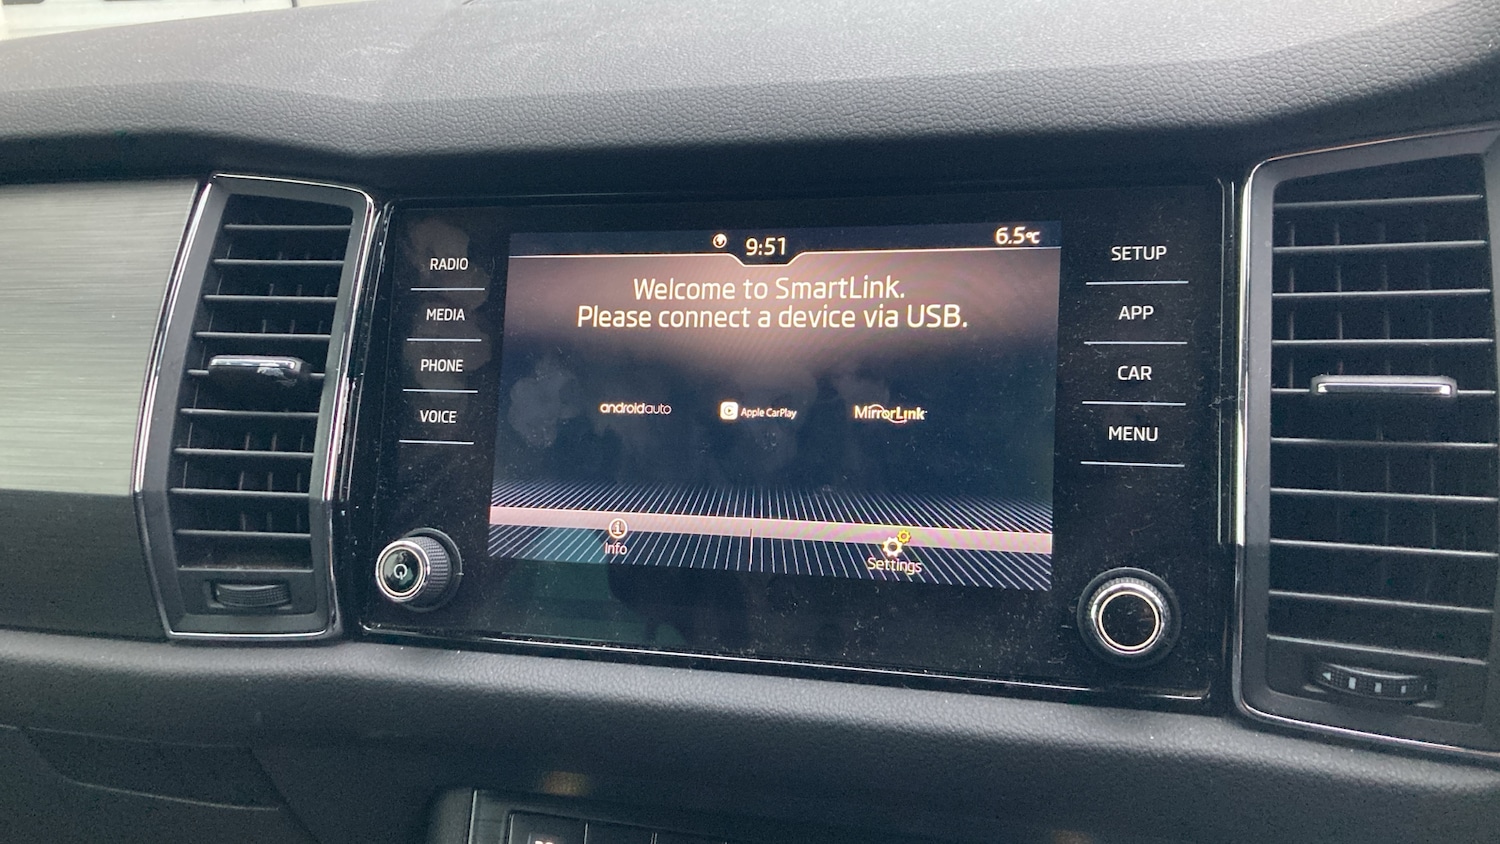 9:51
6.5°C
RADIO
MEDIA
PHONE
VOICE
Welcome to SmartLink.
Please connect a device via USB.
androidauto
Apple CarPlay
MirrorLink
Info
Settings
SETUP
APP
CAR
MENU